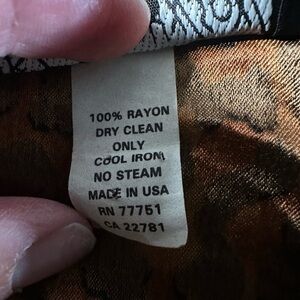 100% RAYON
DRY CLEAN
ONLY
COOL IRON
NO STEAM
MADE IN USA
RN 77751
CA 22781